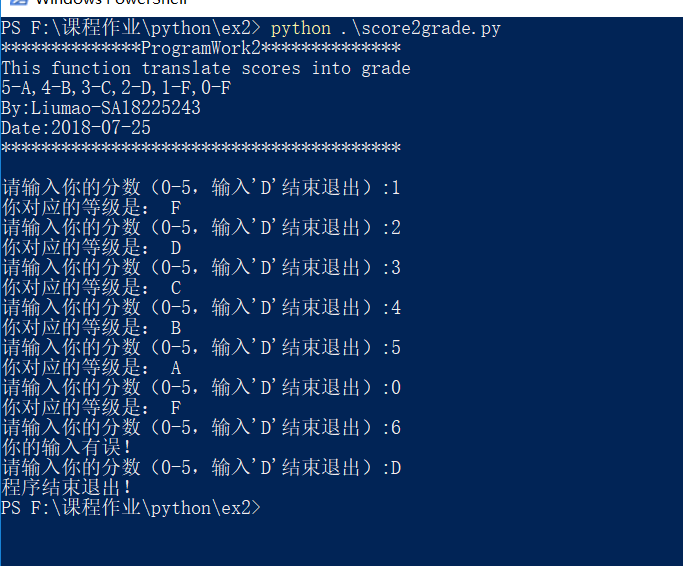 Windows PowerShell
PS F:\课程作业\python\ex2> python .\score2grade.py
**************ProgramWork2**************
This function translate scores into grade
5-A,4-B,3-C,2-D,1-F,0-F
By:Liumao-SA18225243
Date:2018-07-25
****************************************
请输入你的分数（0-5，输入'D'结束退出）:1
你对应的等级是： F
请输入你的分数（0-5，输入'D'结束退出）:2
你对应的等级是： D
请输入你的分数（0-5，输入'D'结束退出）:3
你对应的等级是： C
请输入你的分数（0-5，输入'D'结束退出）:4
你对应的等级是： B
请输入你的分数（0-5，输入'D'结束退出）:5
你对应的等级是： A
请输入你的分数（0-5，输入'D'结束退出）:0
你对应的等级是： F
请输入你的分数（0-5，输入'D'结束退出）:6
你的输入有误！
请输入你的分数（0-5，输入'D'结束退出）:D
程序结束退出！
PS F:\课程作业\python\ex2>